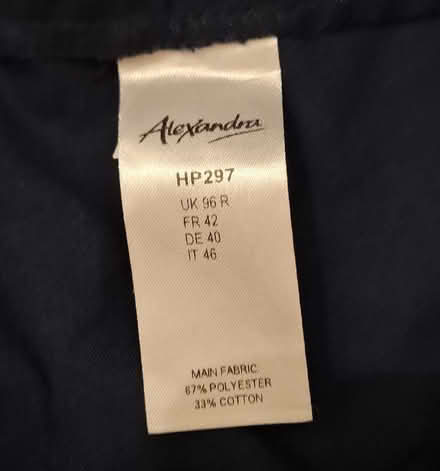 Alexandra
HP297
UK 96 R
FR 42
DE 40
IT 46
MAIN FABRIC
67% POLYESTER
33% COTTON